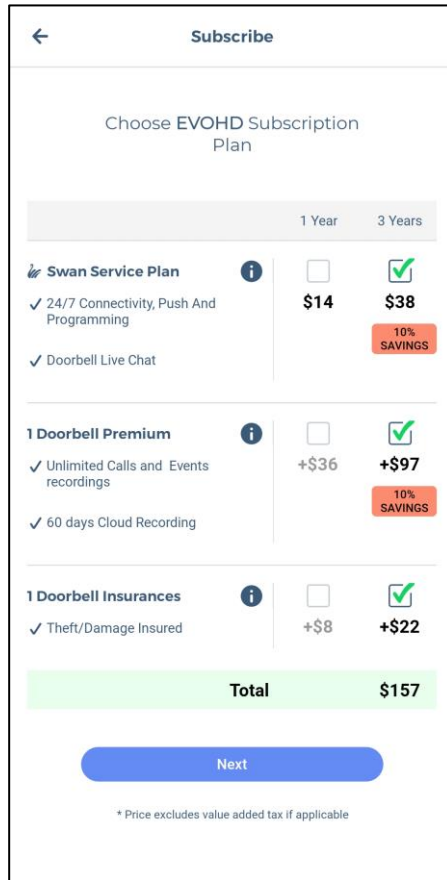 Subscribe
Choose EVOHD Subscription
Plan
1 Year 3 Years
Swan Service Plan
24/7 Connectivity, Push And
Programming
Doorbell Live Chat
$14 $38
10%
SAVINGS
1 Doorbell Premium
Unlimited Calls and Events
recordings
60 days Cloud Recording
+$36 +$97
10%
SAVINGS
1 Doorbell Insurances
Theft/Damage Insured
+$8 +$22
Total $157
Next
* Price excludes value added tax if applicable